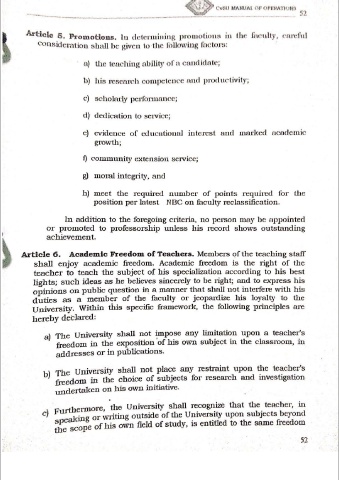 CvSU MANUAL OF OPERATIONS
52
Article 5. Promotions. In determining promotions in the faculty, careful
consideration shall be given to the following factors:
a) the teaching ability of a candidate;
b) his research competence and productivity;
c) scholarly performance;
d) dedication to service;
e) evidence of educational interest and marked academic
growth;
f) community extension service;
g) moral integrity, and
h) meet the required number of points required for the
position per latest NBC on faculty reclassification.
In addition to the foregoing criteria, no person may be appointed
or promoted to professorship unless his record shows outstanding
achievement.
Article 6. Academic Freedom of Teachers. Members of the teaching staff
shall enjoy academic freedom. Academic freedom is the right of the
teacher to teach the subject of his specialization according to his best
lights; such ideas as he believes sincerely to be right; and to express his
opinions on public question in a manner that shall not interfere with his
duties as a member of the faculty or jeopardize his loyalty to the
University. Within this specific framework, the following principles are
hereby declared:
a) The University shall not impose any limitation upon a teacher's
freedom in the exposition of his own subject in the classroom, in
addresses or in publications.
b) The University shall not place any restraint upon the teacher's
freedom in the choice of subjects for research and investigation
undertaken on his own initiative.
c) Furthermore, the University shall recognize that the teacher, in
speaking or writing outside of the University upon subjects beyond
the scope of his own field of study, is entitled to the same freedom
52